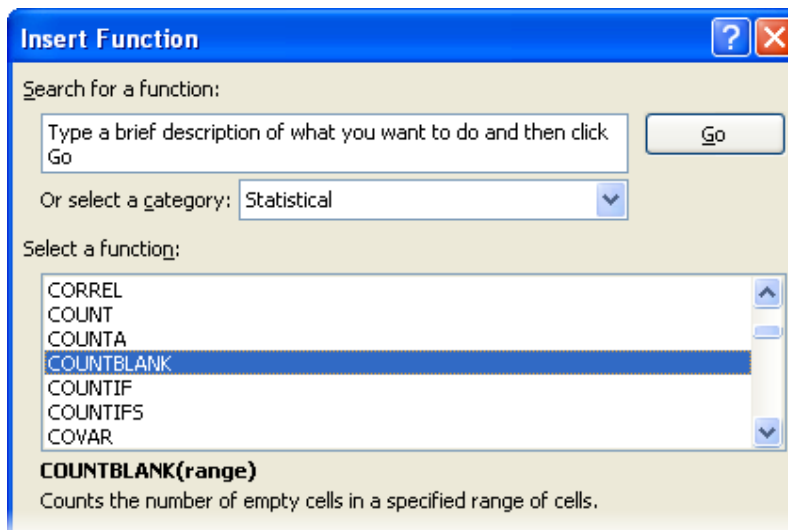 Insert Function
Search for a function:
Type a brief description of what you want to do and then click
Go
Go
Or select a category: Statistical
Select a function:
CORREL
COUNT
COUNTA
COUNTBLANK
COUNTIF
COUNTIFS
COVAR
COUNTBLANK(range)
Counts the number of empty cells in a specified range of cells.